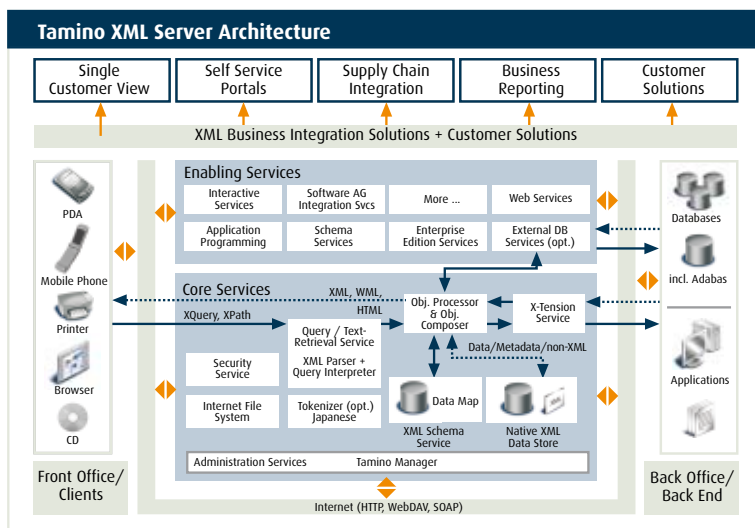 Tamino XML Server Architecture
Single
Customer View
Self Service
Portals
Supply Chain
Integration
Business
Reporting
Customer
Solutions
XML Business Integration Solutions + Customer Solutions
PDA
Mobile Phone
Printer
Browser
CD
Front Office/
Clients
Enabling Services
Interactive
Services
Software AG
Integration Svcs
More ...
Web Services
Application
Programming
Schema
Services
Enterprise
Edition Services
External DB
Services (opt.)
Core Services
XML, WML,
HTML
XQuery, XPath
Obj. Processor
& Obj.
Composer
X-Tension
Service
Query / Text-
Retrieval Service
XML Parser +
Query Interpreter
Data/Metadata/non-XML
Security
Service
Internet File
System
Tokenizer (opt.)
Japanese
Data Map
XML Schema
Service
Native XML
Data Store
Administration Services
Tamino Manager
Internet (HTTP, WebDAV, SOAP)
Databases
incl. Adabas
Applications
Back Office/
Back End